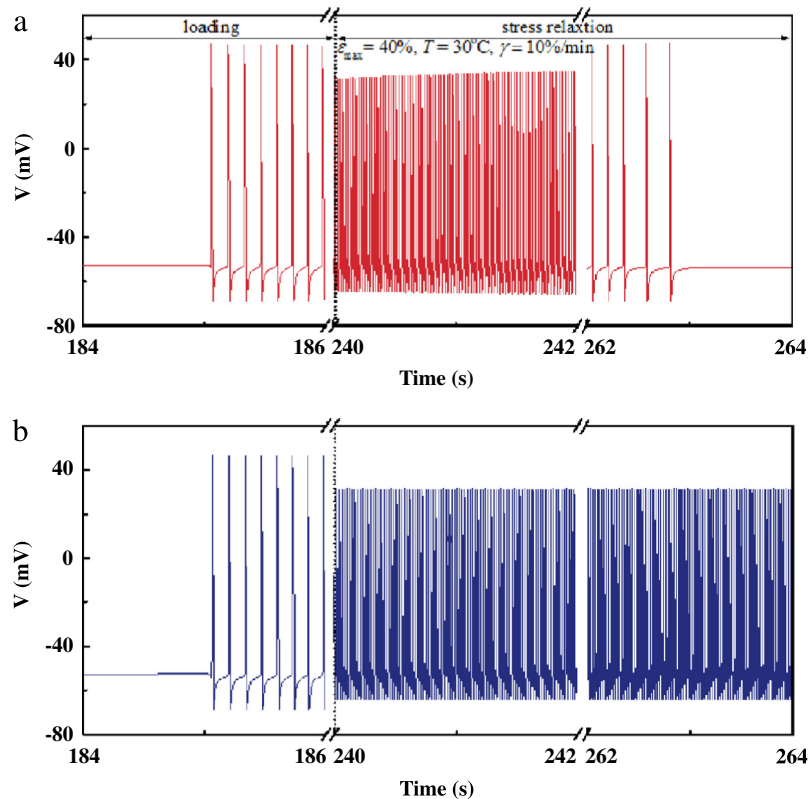 a
loading
stress relaxtion
εmax = 40%, T = 30°C, γ = 10%/min
40
0
-40
-80
V (mV)
184
186
240
242
262
264
Time (s)
b
40
0
-40
-80
V (mV)
184
186
240
242
262
264
Time (s)